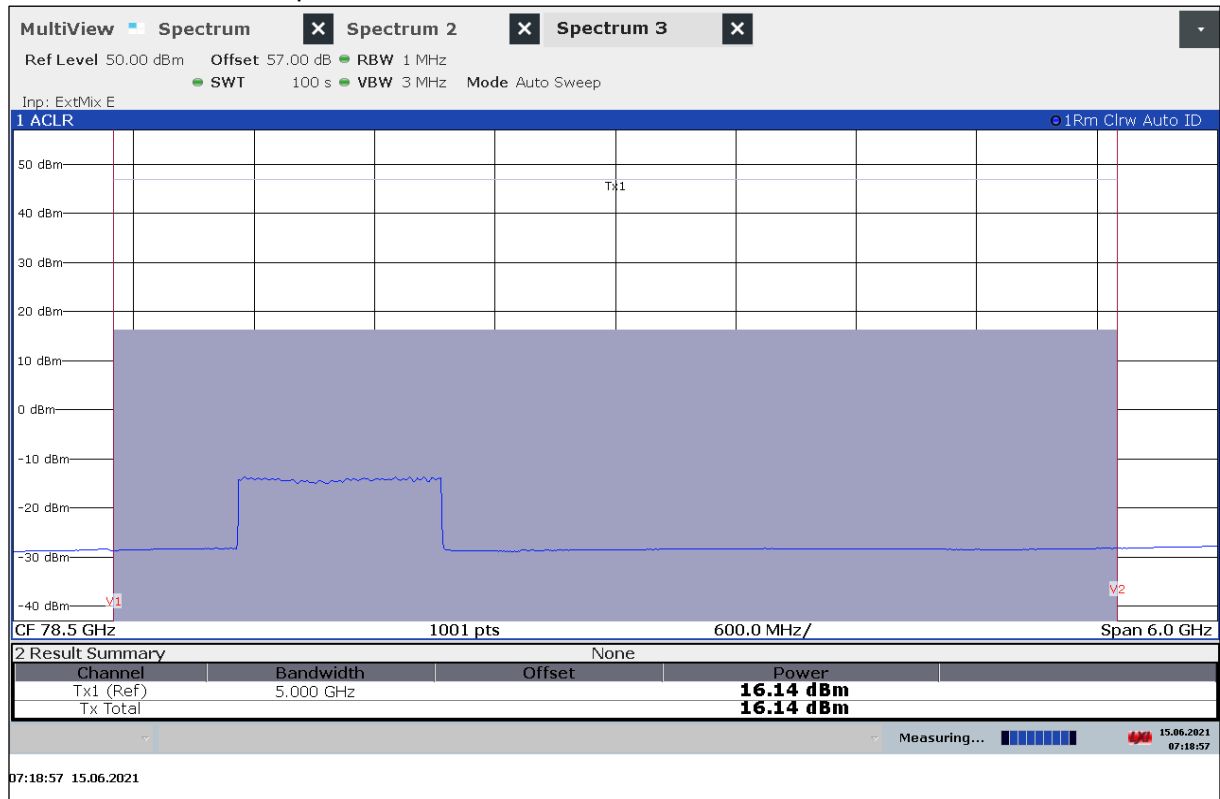 MultiView Spectrum X Spectrum 2 X Spectrum 3 X
Ref Level 50.00 dBm Offset 57.00 dB RBW 1 MHz
SWT 100 s VBW 3 MHz Mode Auto Sweep
Inp: ExtMix E
1 ACLR 1Rm Clrw Auto ID
50 dBm
Tx1
40 dBm
30 dBm
20 dBm
10 dBm
0 dBm
-10 dBm
-20 dBm
-30 dBm
V2
-40 dBm V1
CF 78.5 GHz 1001 pts 600.0 MHz/ Span 6.0 GHz
2 Result Summary None
Channel Bandwidth Offset Power
Tx1 (Ref) 5.000 GHz 16.14 dBm
Tx Total 16.14 dBm
Measuring... 15.06.2021
07:18:57
07:18:57 15.06.2021